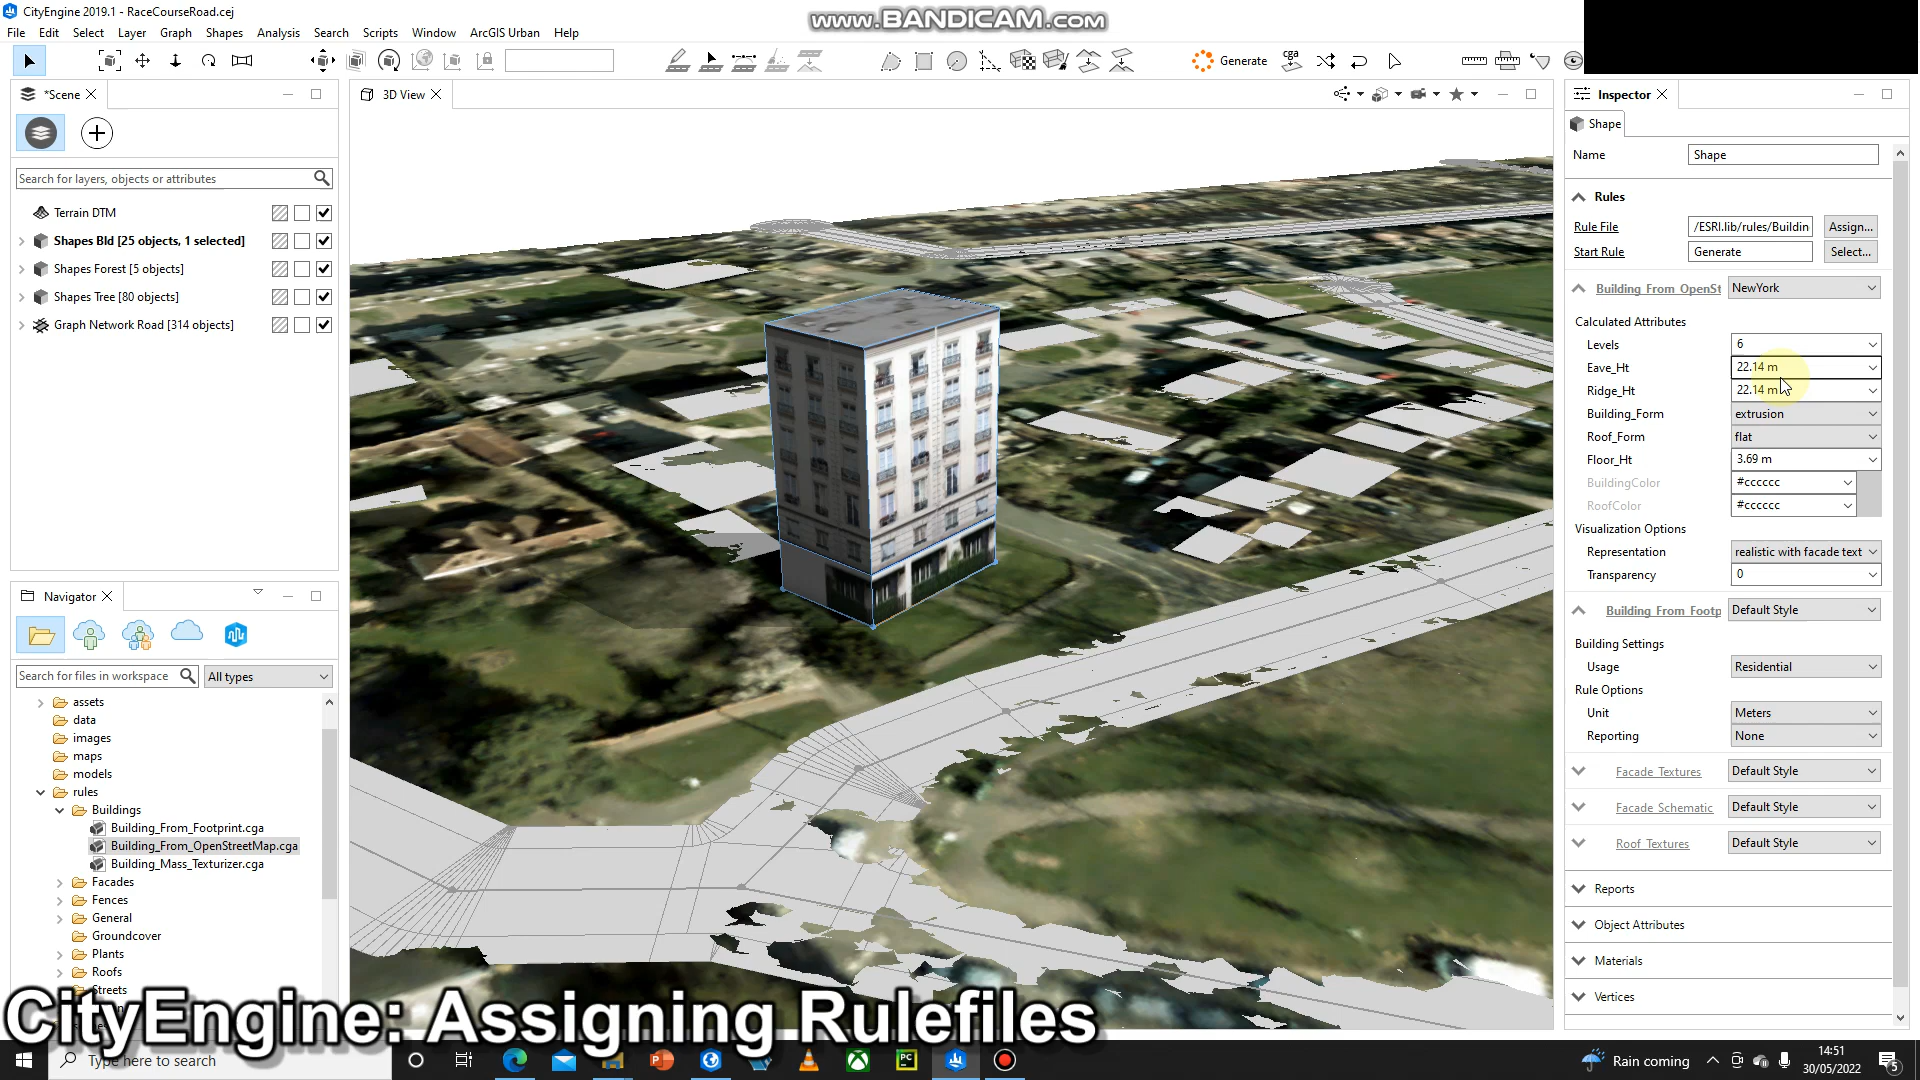 CityEngine 2019.1 - RaceCourseRoad.cej
www.BANDICAM.com
File Edit Select Layer Graph Shapes Analysis Search Scripts Window ArcGIS Urban Help
cga
Generate
*Scene
3D View
Inspector
Shape
Name Shape
Search for layers, objects or attributes
Terrain DTM
Shapes Bld [25 objects, 1 selected]
Shapes Forest [5 objects]
Shapes Tree [80 objects]
Graph Network Road [314 objects]
Rules
Rule File /ESRI.lib/rules/Buildin Assign...
Start Rule Generate Select...
Building_From_OpenSt NewYork
Calculated Attributes
Levels 6
Eave_Ht 22.14 m
Ridge_Ht 22.14 m
Building_Form extrusion
Roof_Form flat
Floor_Ht 3.69 m
BuildingColor #cccccc
RoofColor #cccccc
Visualization Options
Representation realistic with facade text
Transparency 0
Building_From_Footp Default Style
Building Settings
Usage Residential
Rule Options
Unit Meters
Reporting None
Facade_Textures Default Style
Facade_Schematic Default Style
Roof_Textures Default Style
Reports
Object Attributes
Materials
Vertices
Navigator
Search for files in workspace All types
assets
data
images
maps
models
rules
Buildings
Building_From_Footprint.cga
Building_From_OpenStreetMap.cga
Building_Mass_Texturizer.cga
Facades
Fences
General
Groundcover
Plants
Roofs
Streets
CityEngine: Assigning Rulefiles
Type here to search
PC
Rain coming
14:51
30/05/2022
5